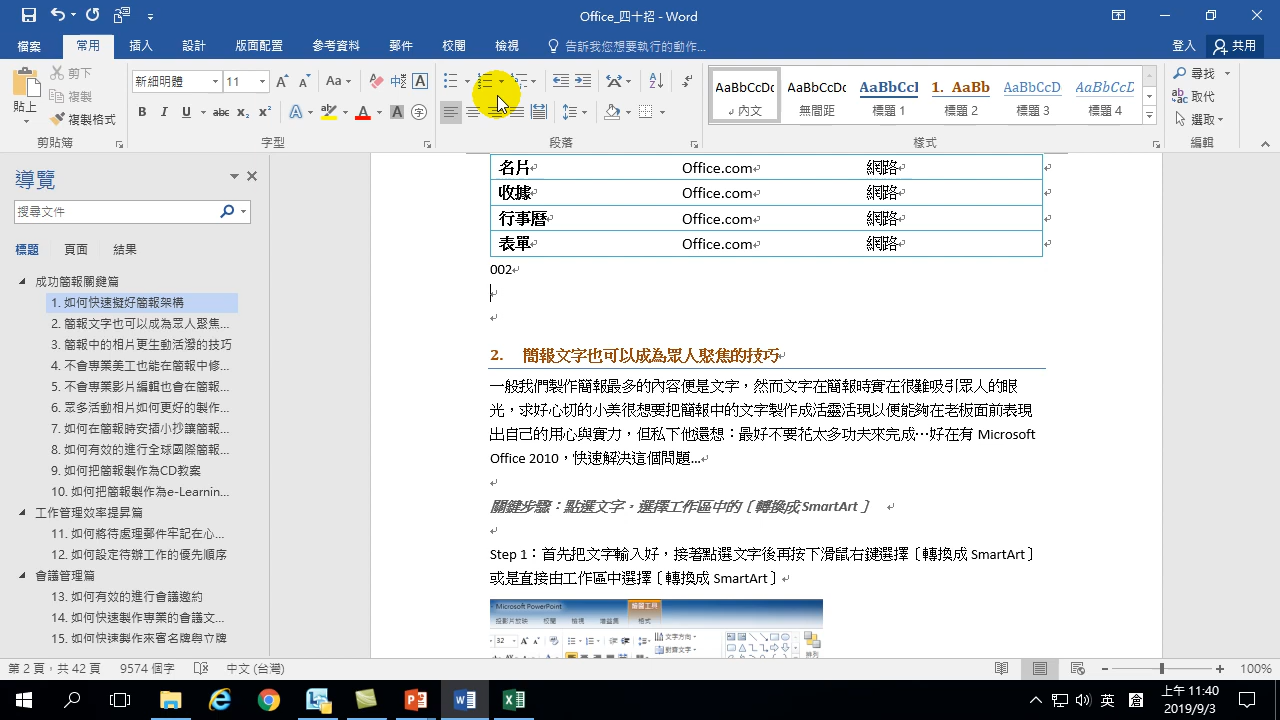 Office_四十招 - Word
檔案 常用 插入 設計 版面配置 參考資料 郵件 校閱 檢視 告訴我您想要執行的動作... 登入 共用
貼上 剪下 複製 複製格式 剪貼簿
新細明體 11 字型
段落
AaBbCcDc 內文
AaBbCcDc 無間距
AaBbCcI 標題 1
1. AaBb 標題 2
AaBbCcD 標題 3
AaBbCcL 標題 4
樣式
尋找 取代 選取 編輯
導覽
搜尋文件
標題 頁面 結果
成功簡報關鍵篇
1. 如何快速擬好簡報架構
2. 簡報文字也可以成為眾人聚焦...
3. 簡報中的相片更生動活潑的技巧
4. 不會專業美工也能在簡報中修...
5. 不會專業影片編輯也會在簡報...
6. 眾多活動相片如何更好的製作...
7. 如何在簡報時安插小抄讓簡報...
8. 如何有效的進行全球國際簡報...
9. 如何把簡報製作為CD教案
10. 如何把簡報製作為e-Learnin...
工作管理效率提昇篇
11. 如何將待處理郵件牢記在心...
12. 如何設定待辦工作的優先順序
會議管理篇
13. 如何有效的進行會議邀約
14. 如何快速製作專業的會議文...
15. 如何快速製作來賓名牌與立牌
名片 Office.com 網路
收據 Office.com 網路
行事曆 Office.com 網路
表單 Office.com 網路
002
2. 簡報文字也可以成為眾人聚焦的技巧
一般我們製作簡報最多的內容便是文字，然而文字在簡報時實在很難吸引眾人的眼
光，求好心切的小美很想要把簡報中的文字製作成活靈活現以便能夠在老板面前表現
出自己的用心與實力，但私下他還想：最好不要花太多功夫來完成…好在有 Microsoft
Office 2010，快速解決這個問題…
關鍵步驟：點選文字，選擇工作區中的〔轉換成 SmartArt〕
Step 1：首先把文字輸入好，接著點選文字後再按下滑鼠右鍵選擇〔轉換成 SmartArt〕
或是直接由工作區中選擇〔轉換成 SmartArt〕
Microsoft PowerPoint 繪圖工具
投影片放映 校閱 檢視 增益集 格式
32 文字方向
對齊文字 排列
第 2 頁，共 42 頁 9574 個字 中文 (台灣) 100%
英 上午 11:40
2019/9/3